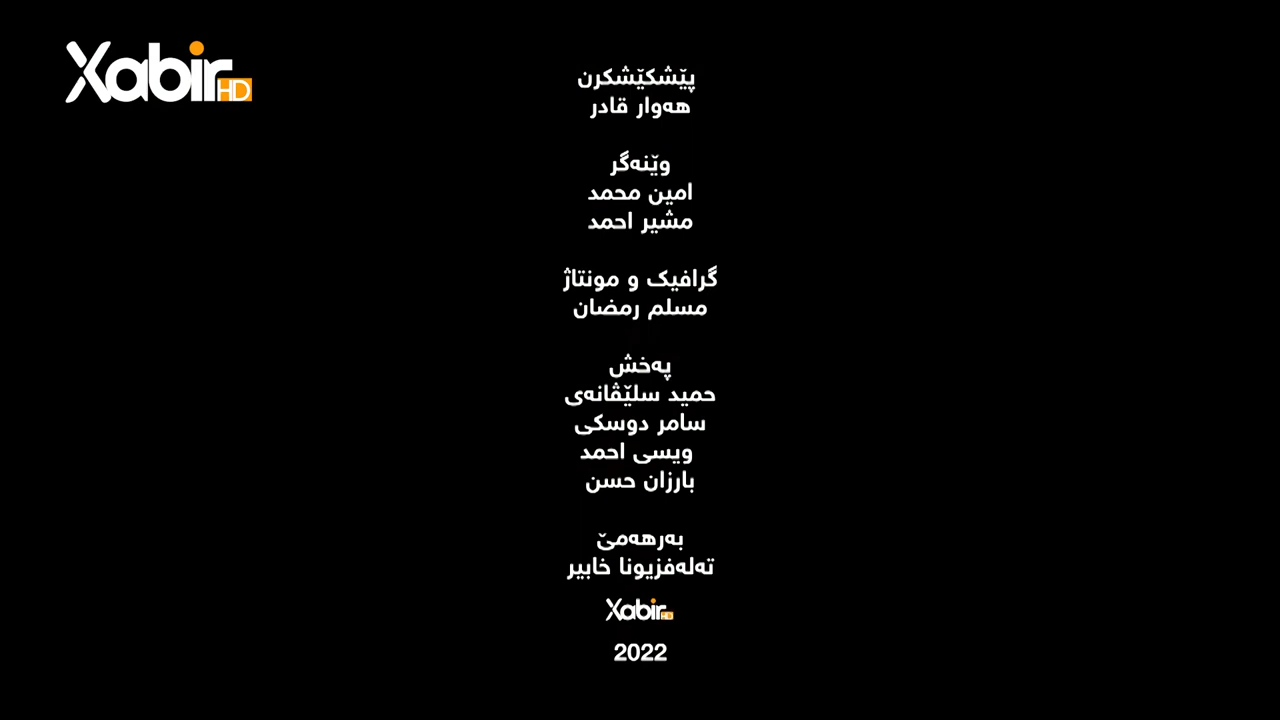 Xabir HD
پێشکێشکرن
هەوار قادر
وێنەگر
امین محمد
مشیر احمد
گرافیک و مونتاژ
مسلم رمضان
پەخش
حمید سلێڤانەی
سامر دوسکی
ویسی احمد
بارزان حسن
بەرهەمێ
تەلەفزیونا خابیر
Xabir HD
2022